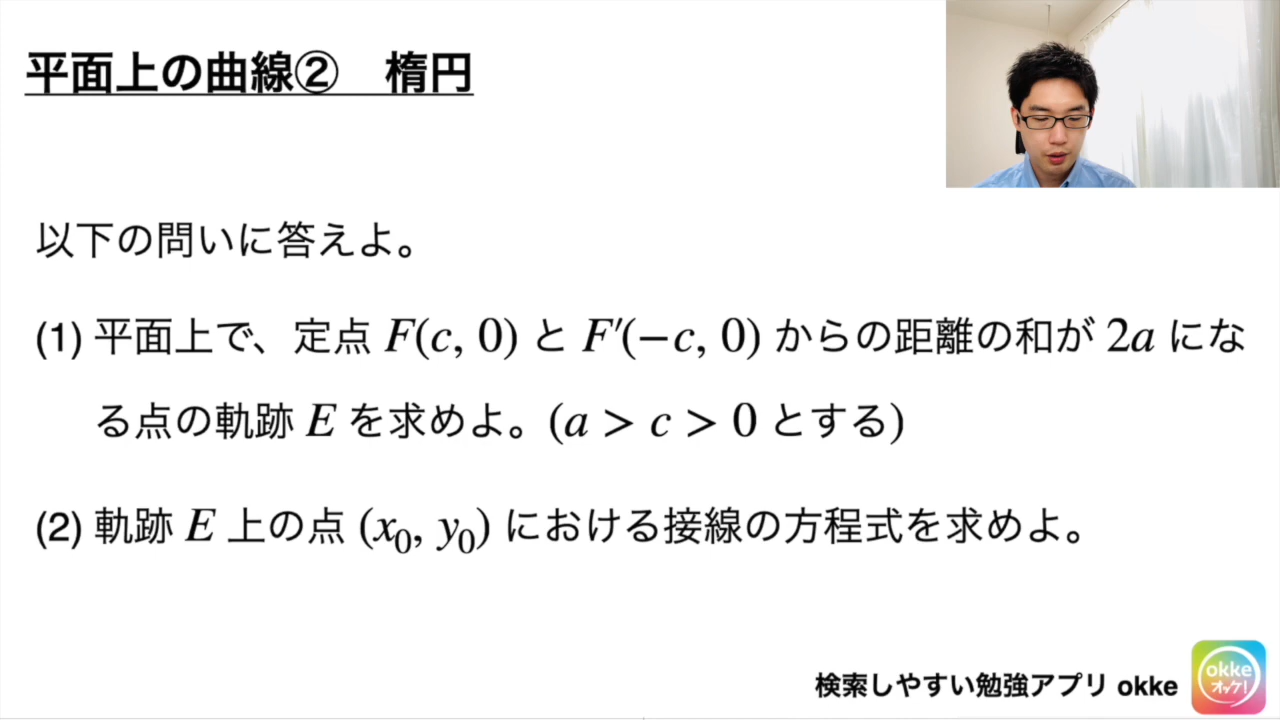 平面上の曲線② 楕円
以下の問いに答えよ。
(1) 平面上で、定点 F(c, 0) と F′(−c, 0) からの距離の和が 2a にな
る点の軌跡 E を求めよ。(a > c > 0 とする)
(2) 軌跡 E 上の点 (x₀, y₀) における接線の方程式を求めよ。
検索しやすい勉強アプリ okke
okke
オッケ!